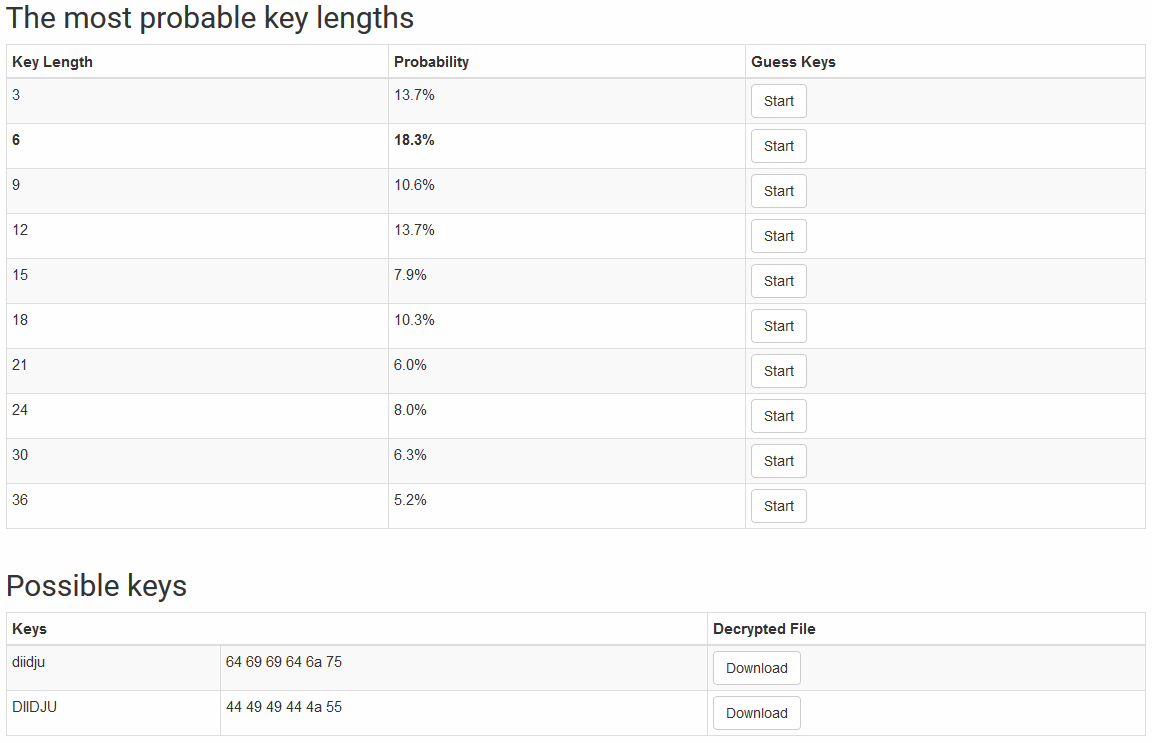 The most probable key lengths
Key Length Probability Guess Keys
3 13.7% Start
6 18.3% Start
9 10.6% Start
12 13.7% Start
15 7.9% Start
18 10.3% Start
21 6.0% Start
24 8.0% Start
30 6.3% Start
36 5.2% Start
Possible keys
Keys Decrypted File
diidju 64 69 69 64 6a 75 Download
DIIDJU 44 49 49 44 4a 55 Download